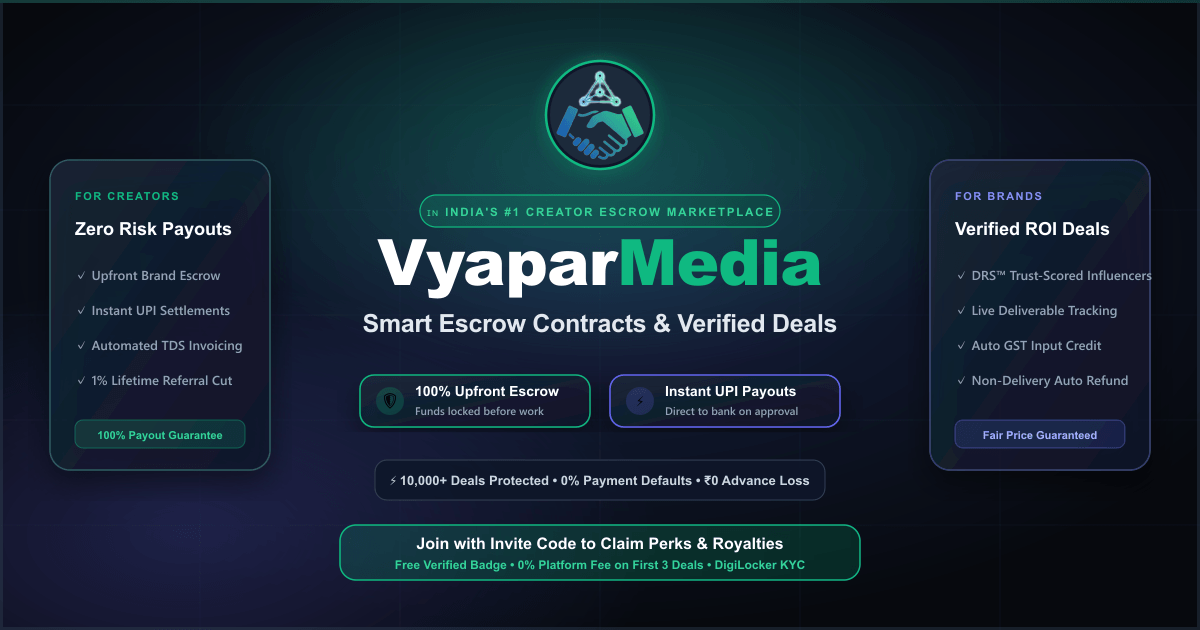 IN INDIA'S #1 CREATOR ESCROW MARKETPLACE
VyaparMedia
Smart Escrow Contracts & Verified Deals
FOR CREATORS
Zero Risk Payouts
✓ Upfront Brand Escrow
✓ Instant UPI Settlements
✓ Automated TDS Invoicing
✓ 1% Lifetime Referral Cut
100% Payout Guarantee
100% Upfront Escrow
Funds locked before work
Instant UPI Payouts
Direct to bank on approval
⚡ 10,000+ Deals Protected • 0% Payment Defaults • ₹0 Advance Loss
Join with Invite Code to Claim Perks & Royalties
Free Verified Badge • 0% Platform Fee on First 3 Deals • DigiLocker KYC
FOR BRANDS
Verified ROI Deals
✓ DRS™ Trust-Scored Influencers
✓ Live Deliverable Tracking
✓ Auto GST Input Credit
✓ Non-Delivery Auto Refund
Fair Price Guaranteed